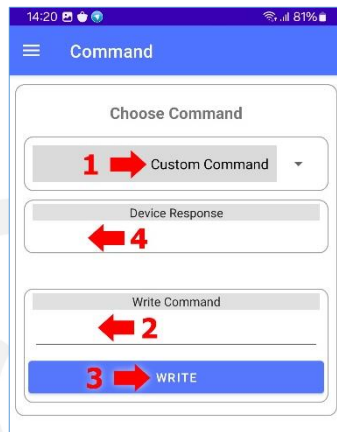 14:20 81%
Command
Choose Command
1 Custom Command
Device Response
4
Write Command
2
3 WRITE